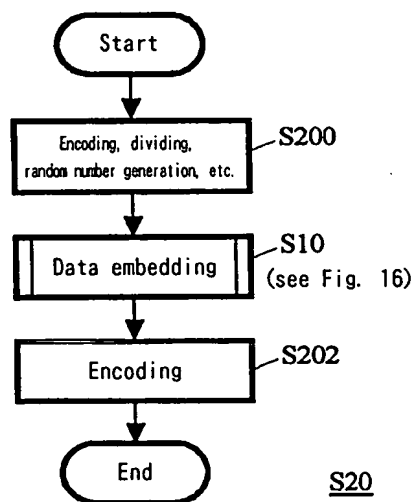 Start
Encoding, dividing,
random number generation, etc.
S200
Data embedding
S10
(see Fig. 16)
Encoding
S202
End
S20